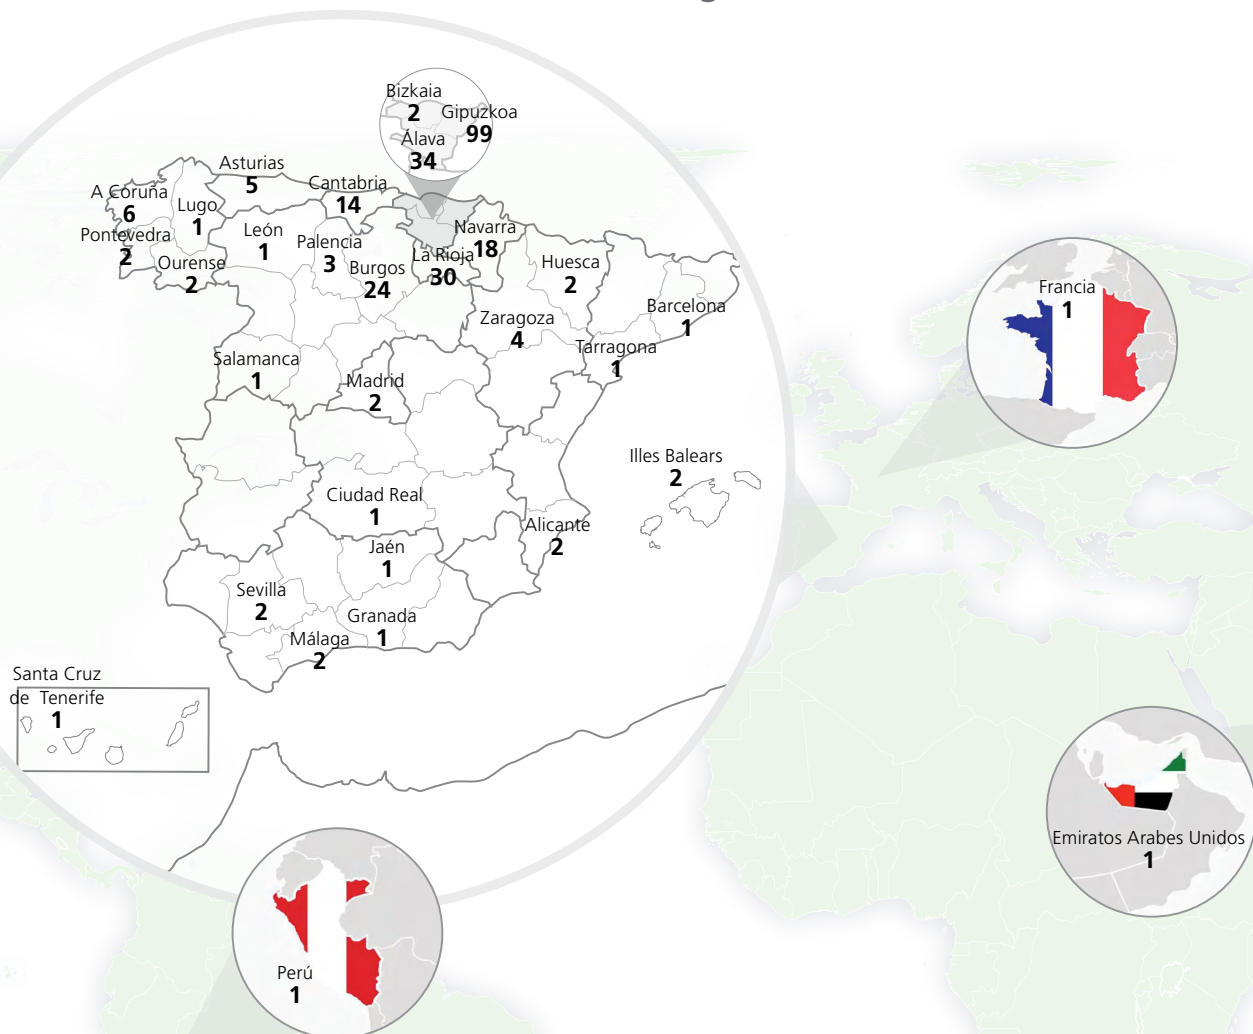 Bizkaia
2
Gipuzkoa
99
Álava
34
Asturias
5
Cantabria
14
A Coruña
6
Lugo
1
Pontevedra
2
Ourense
2
León
1
Palencia
3
Burgos
24
La Rioja
30
Navarra
18
Huesca
2
Zaragoza
4
Barcelona
1
Tarragona
1
Salamanca
1
Madrid
2
Illes Balears
2
Ciudad Real
1
Alicante
2
Jaén
1
Sevilla
2
Granada
1
Málaga
2
Santa Cruz
de Tenerife
1
Francia
1
Emiratos Arabes Unidos
1
Perú
1